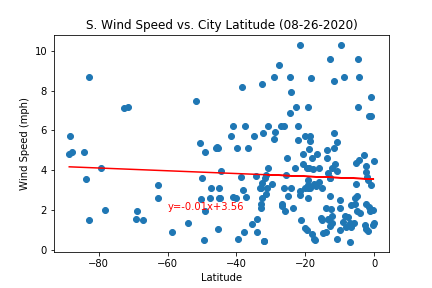 S. Wind Speed vs. City Latitude (08-26-2020)
Wind Speed (mph)
10
8
6
4
2
0
y=-0.01x+3.56
−80
−60
−40
−20
0
Latitude